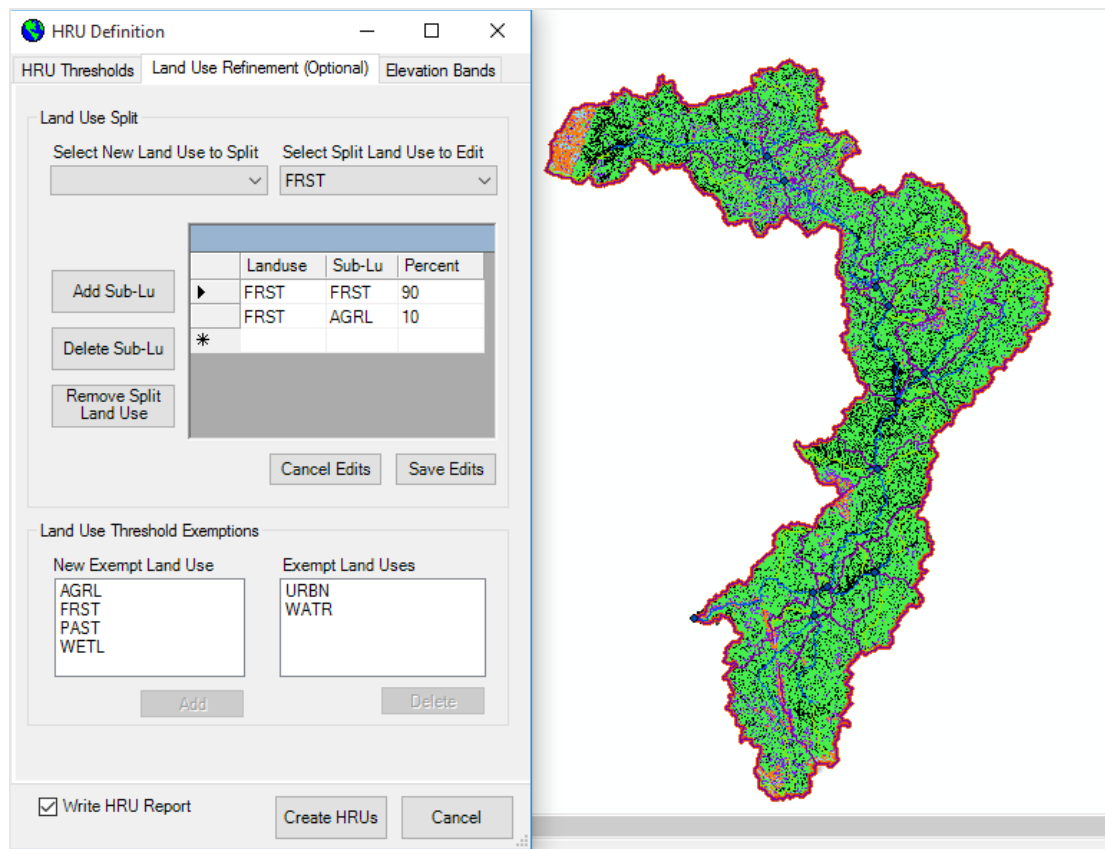 HRU Definition
HRU Thresholds Land Use Refinement (Optional) Elevation Bands
Land Use Split
Select New Land Use to Split Select Split Land Use to Edit
FRST
Landuse Sub-Lu Percent
Add Sub-Lu FRST FRST 90
FRST AGRL 10
Delete Sub-Lu
Remove Split
Land Use
Cancel Edits Save Edits
Land Use Threshold Exemptions
New Exempt Land Use Exempt Land Uses
AGRL URBN
FRST WATR
PAST
WETL
Add Delete
Write HRU Report Create HRUs Cancel